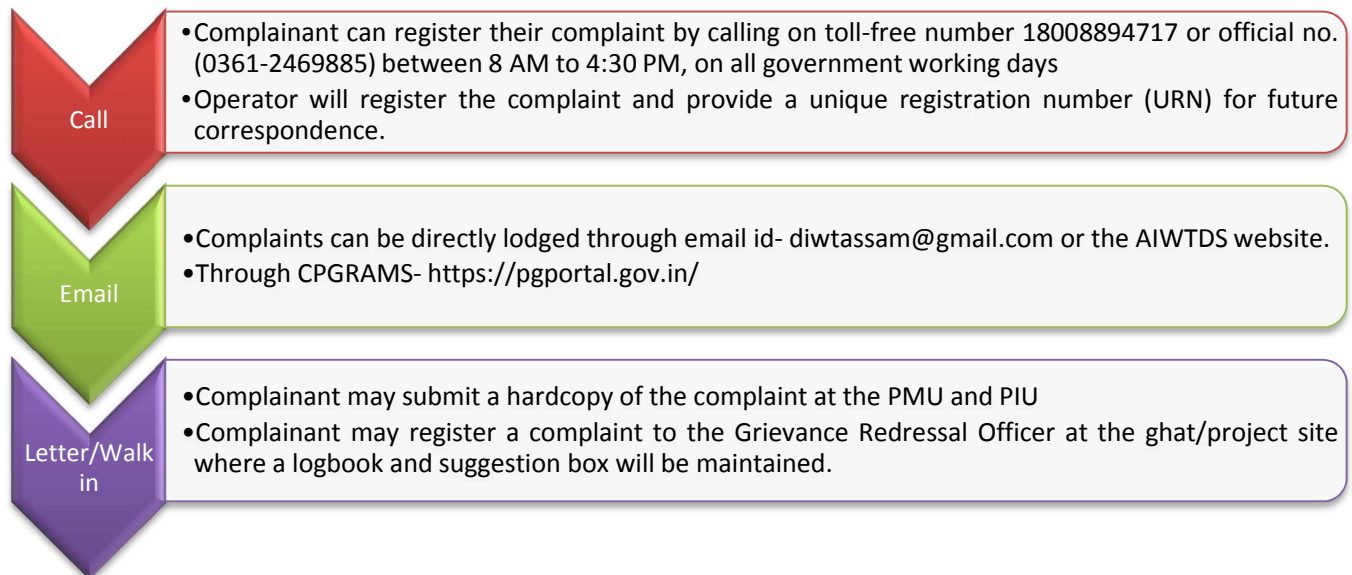 Call
•Complainant can register their complaint by calling on toll-free number 18008894717 or official no.
(0361-2469885) between 8 AM to 4:30 PM, on all government working days
•Operator will register the complaint and provide a unique registration number (URN) for future
correspondence.
Email
•Complaints can be directly lodged through email id- diwtassam@gmail.com or the AIWTDS website.
•Through CPGRAMS- https://pgportal.gov.in/
Letter/Walk
in
•Complainant may submit a hardcopy of the complaint at the PMU and PIU
•Complainant may register a complaint to the Grievance Redressal Officer at the ghat/project site
where a logbook and suggestion box will be maintained.